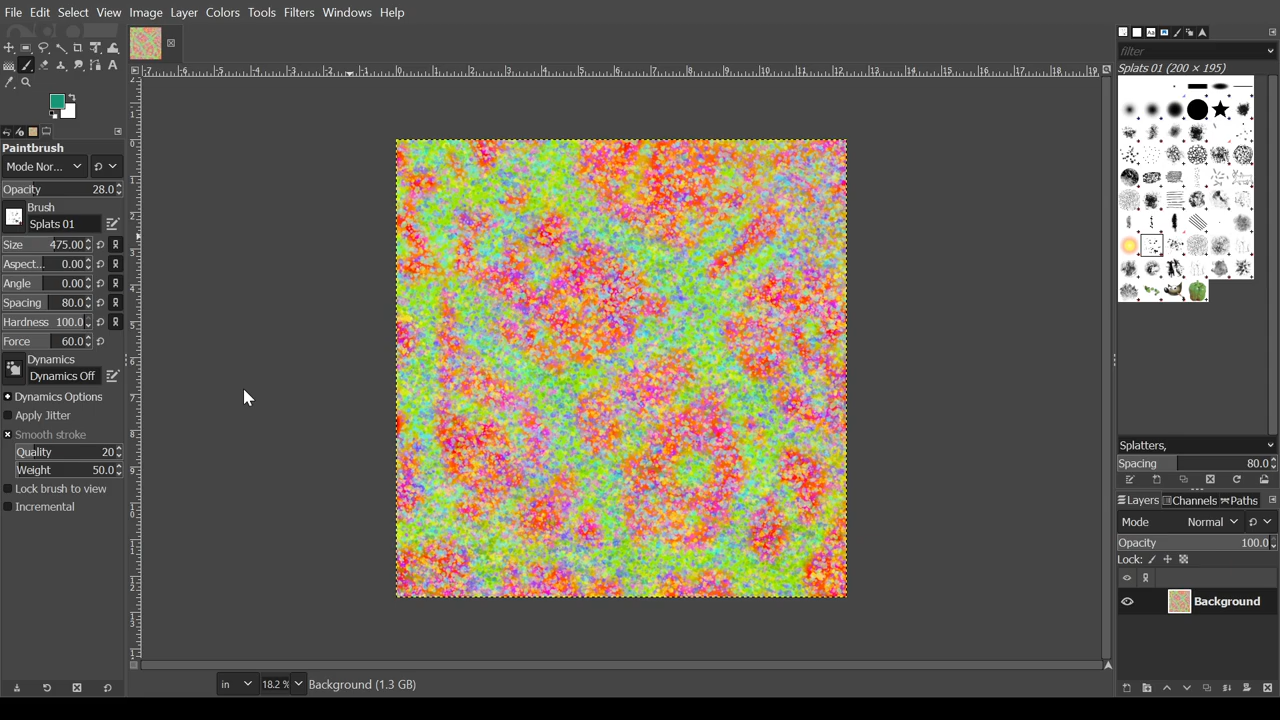 File Edit Select View Image Layer Colors Tools Filters Windows Help
filter
Splats 01 (200 × 195)
Paintbrush
Mode Nor...
Opacity 28.0
Brush
Splats 01
Size 475.00
Aspect... 0.00
Angle 0.00
Spacing 80.0
Hardness 100.0
Force 60.0
Dynamics
Dynamics Off
Dynamics Options
Apply Jitter
Smooth stroke
Quality 20
Weight 50.0
Lock brush to view
Incremental
Splatters,
Spacing 80.0
Layers Channels Paths
Mode Normal
Opacity 100.0
Lock:
Background
in 18.2 % Background (1.3 GB)